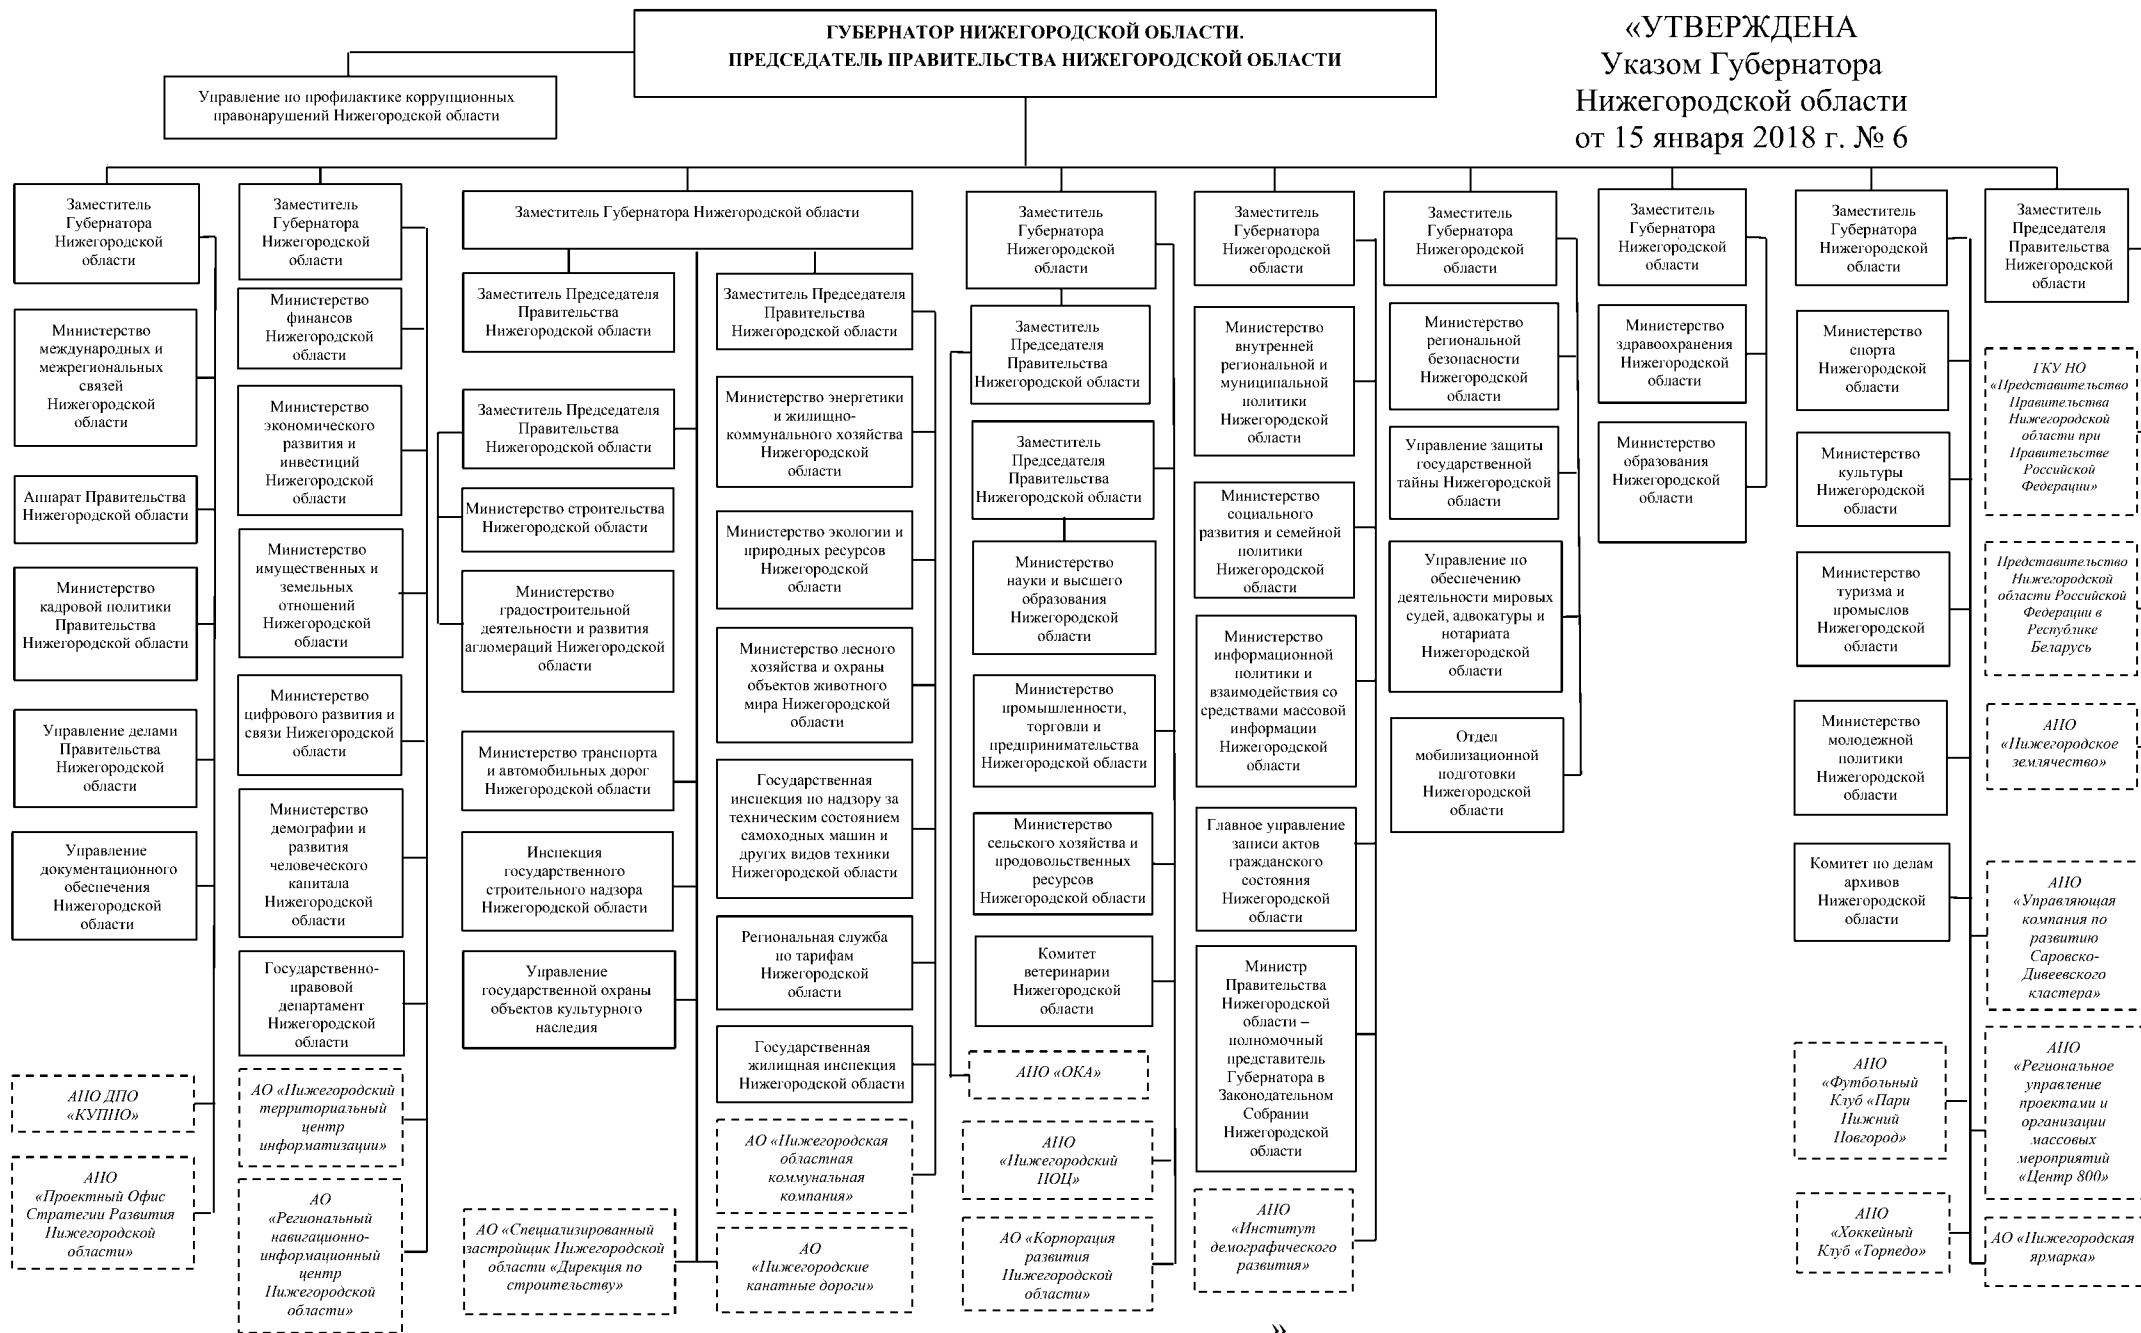 ГУБЕРНАТОР НИЖЕГОРОДСКОЙ ОБЛАСТИ.
ПРЕДСЕДАТЕЛЬ ПРАВИТЕЛЬСТВА НИЖЕГОРОДСКОЙ ОБЛАСТИ
«УТВЕРЖДЕНА
Указом Губернатора
Нижегородской области
от 15 января 2018 г. № 6
Управление по профилактике коррупционных
правонарушений Нижегородской области
Заместитель
Губернатора
Нижегородской
области
Министерство
международных и
межрегиональных
связей
Нижегородской
области
Аппарат Правительства
Нижегородской области
Министерство
кадровой политики
Правительства
Нижегородской области
Управление делами
Правительства
Нижегородской
области
Управление
документационного
обеспечения
Нижегородской
области
АНО ДПО
«КУПНО»
АНО
«Проектный Офис
Стратегии Развития
Нижегородской
области»
Заместитель
Губернатора
Нижегородской
области
Министерство
финансов
Нижегородской
области
Министерство
экономического
развития и
инвестиций
Нижегородской
области
Министерство
имущественных и
земельных
отношений
Нижегородской
области
Министерство
цифрового развития и
связи Нижегородской
области
Министерство
демографии и
развития
человеческого
капитала
Нижегородской
области
Государственно-
правовой
департамент
Нижегородской
области
АО «Нижегородский
территориальный
центр
информатизации»
АО
«Региональный
навигационно-
информационный
центр
Нижегородской
области»
Заместитель Губернатора Нижегородской области
Заместитель Председателя
Правительства
Нижегородской области
Заместитель Председателя
Правительства
Нижегородской области
Министерство строительства
Нижегородской области
Министерство
градостроительной
деятельности и развития
агломераций Нижегородской
области
Министерство транспорта
и автомобильных дорог
Нижегородской области
Инспекция
государственного
строительного надзора
Нижегородской области
Управление
государственной охраны
объектов культурного
наследия
АО «Специализированный
застройщик Нижегородской
области «Дирекция по
строительству»
Заместитель Председателя
Правительства
Нижегородской области
Министерство энергетики
и жилищно-
коммунального хозяйства
Нижегородской
области
Министерство экологии и
природных ресурсов
Нижегородской
области
Министерство лесного
хозяйства и охраны
объектов животного
мира Нижегородской
области
Государственная
инспекция по надзору за
техническим состоянием
самоходных машин и
других видов техники
Нижегородской области
Региональная служба
по тарифам
Нижегородской
области
Государственная
жилищная инспекция
Нижегородской области
АО «Нижегородская
областная
коммунальная
компания»
АО
«Нижегородские
канатные дороги»
Заместитель
Губернатора
Нижегородской
области
Заместитель
Председателя
Правительства
Нижегородской области
Заместитель
Председателя
Правительства
Нижегородской области
Министерство
науки и высшего
образования
Нижегородской
области
Министерство
промышленности,
торговли и
предпринимательства
Нижегородской области
Министерство
сельского хозяйства и
продовольственных
ресурсов
Нижегородской области
Комитет
ветеринарии
Нижегородской
области
АНО «ОКА»
АНО
«Нижегородский
НОЦ»
АО «Корпорация
развития
Нижегородской
области»
Заместитель
Губернатора
Нижегородской
области
Министерство
внутренней
региональной и
муниципальной
политики
Нижегородской
области
Министерство
социального
развития и семейной
политики
Нижегородской
области
Министерство
информационной
политики и
взаимодействия со
средствами массовой
информации
Нижегородской
области
Главное управление
записи актов
гражданского
состояния
Нижегородской
области
Министр
Правительства
Нижегородской
области –
полномочный
представитель
Губернатора в
Законодательном
Собрании
Нижегородской
области
АНО
«Институт
демографического
развития»
Заместитель
Губернатора
Нижегородской
области
Министерство
региональной
безопасности
Нижегородской
области
Управление защиты
государственной
тайны Нижегородской
области
Управление по
обеспечению
деятельности мировых
судей, адвокатуры и
нотариата
Нижегородской
области
Отдел
мобилизационной
подготовки
Нижегородской
области
Заместитель
Губернатора
Нижегородской
области
Министерство
здравоохранения
Нижегородской
области
Министерство
образования
Нижегородской
области
Заместитель
Губернатора
Нижегородской
области
Министерство
спорта
Нижегородской
области
Министерство
культуры
Нижегородской
области
Министерство
туризма и
промыслов
Нижегородской
области
Министерство
молодежной
политики
Нижегородской
области
Комитет по делам
архивов
Нижегородской
области
АНО
«Футбольный
Клуб «Пари
Нижний
Новгород»
АНО
«Хоккейный
Клуб «Торпедо»
Заместитель
Председателя
Правительства
Нижегородской
области
ГКУ НО
«Представительство
Правительства
Нижегородской
области при
Правительстве
Российской
Федерации»
Представительство
Нижегородской
области Российской
Федерации в
Республике
Беларусь
АНО
«Нижегородское
землячество»
АНО
«Управляющая
компания по
развитию
Саровско-
Дивеевского
кластера»
АНО
«Региональное
управление
проектами и
организации
массовых
мероприятий
«Центр 800»
АО «Нижегородская
ярмарка»
»